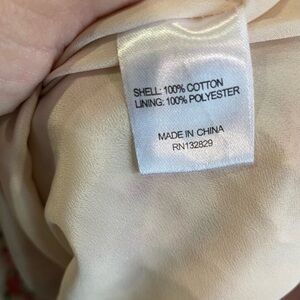 SHELL: 100% COTTON
LINING: 100% POLYESTER
MADE IN CHINA
RN132829